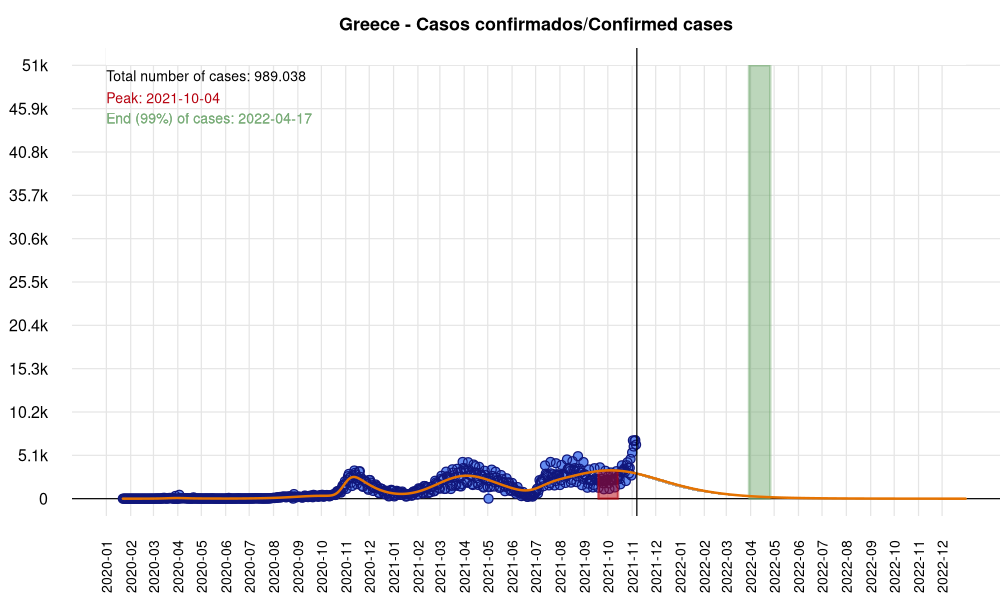 Greece - Casos confirmados/Confirmed cases
Total number of cases: 989.038
Peak: 2021-10-04
End (99%) of cases: 2022-04-17
51k
45.9k
40.8k
35.7k
30.6k
25.5k
20.4k
15.3k
10.2k
5.1k
0
2020-01
2020-02
2020-03
2020-04
2020-05
2020-06
2020-07
2020-08
2020-09
2020-10
2020-11
2020-12
2021-01
2021-02
2021-03
2021-04
2021-05
2021-06
2021-07
2021-08
2021-09
2021-10
2021-11
2021-12
2022-01
2022-02
2022-03
2022-04
2022-05
2022-06
2022-07
2022-08
2022-09
2022-10
2022-11
2022-12